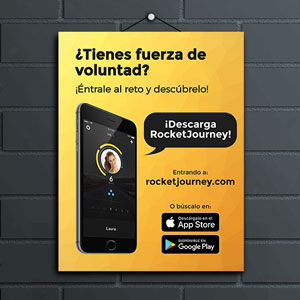 ¿Tienes fuerza de
voluntad?
¡Éntrale al reto y descúbrelo!
¡Descarga
RocketJourney!
6
Laura
Entrando a:
rocketjourney.com
O búscalo en:
Descárgalo en el
App Store
DISPONIBLE EN
Google Play